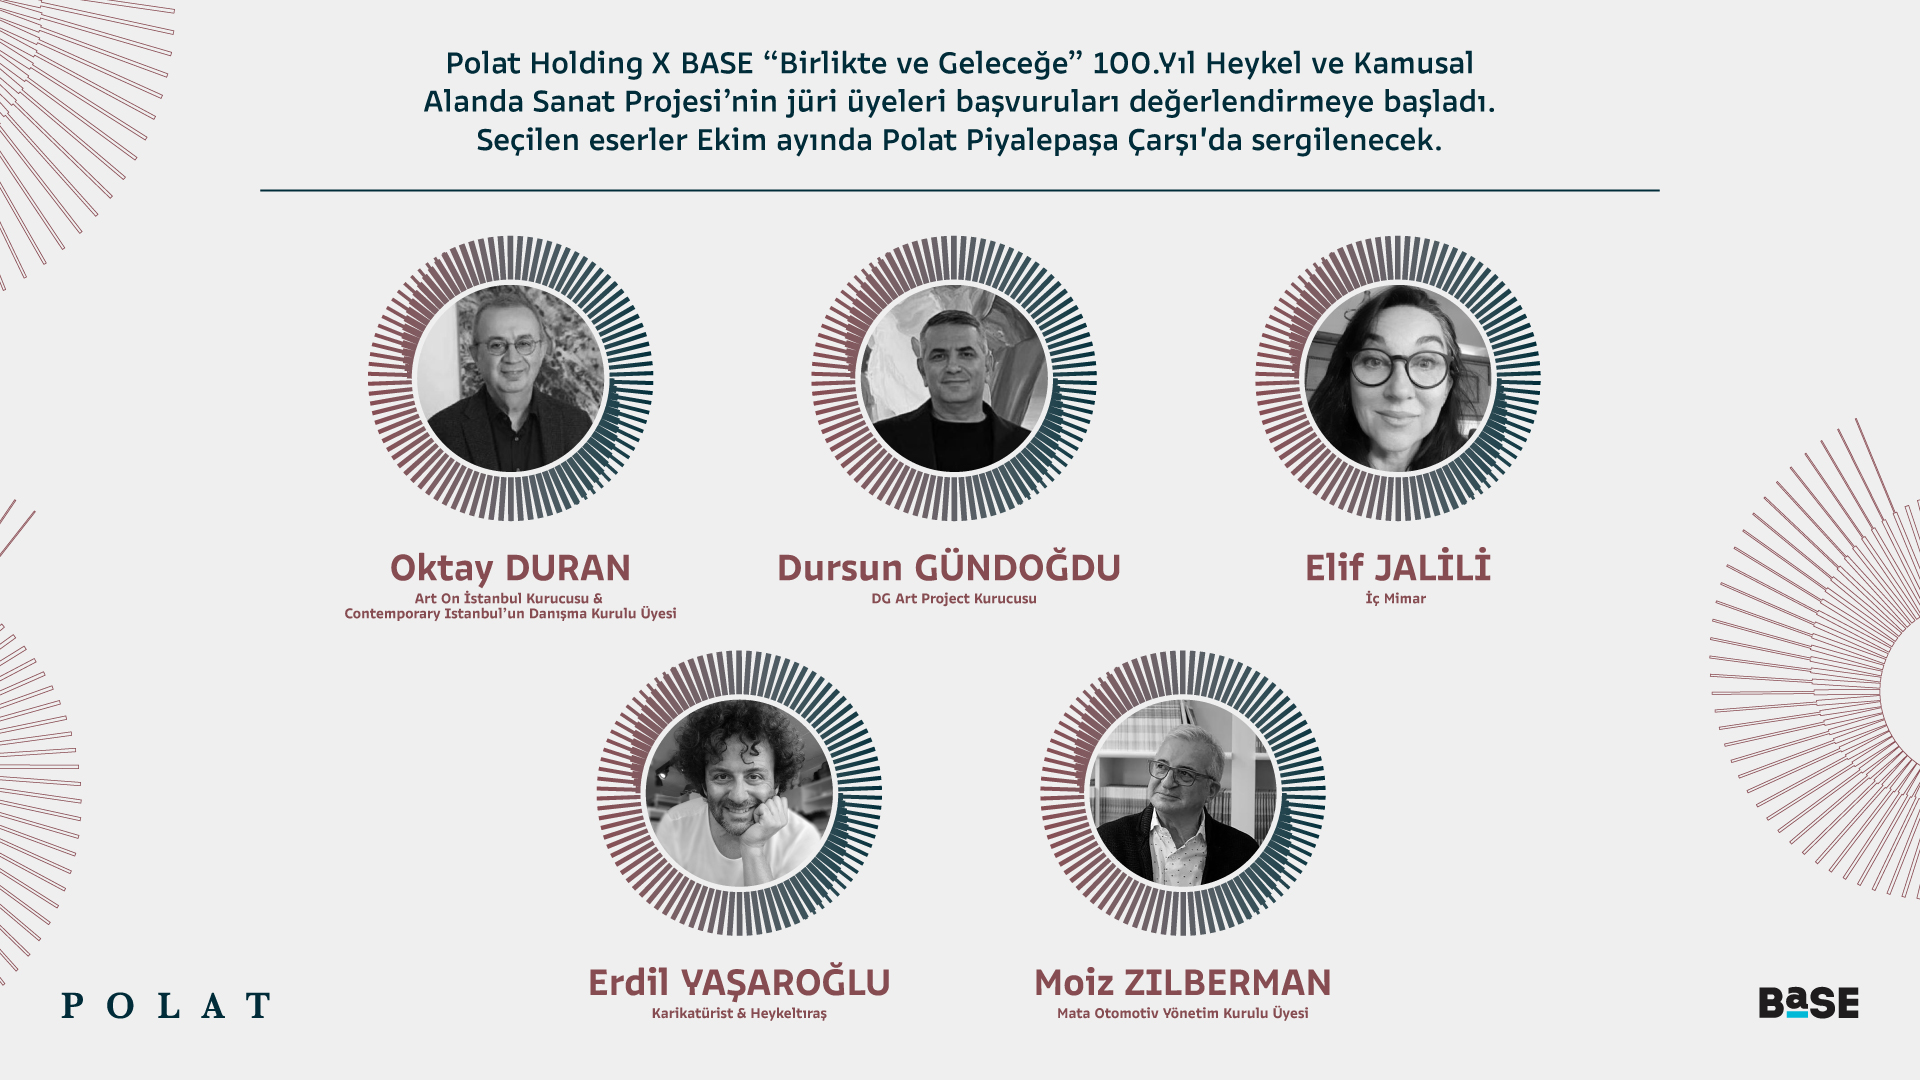 Polat Holding X BASE “Birlikte ve Geleceğe” 100.Yıl Heykel ve Kamusal
Alanda Sanat Projesi’nin jüri üyeleri başvuruları değerlendirmeye başladı.
Seçilen eserler Ekim ayında Polat Piyalepaşa Çarşı'da sergilenecek.
Oktay DURAN
Art On İstanbul Kurucusu &
Contemporary Istanbul’un Danışma Kurulu Üyesi
Dursun GÜNDOĞDU
DG Art Project Kurucusu
Elif JALİLİ
İç Mimar
Erdil YAŞAROĞLU
Karikatürist & Heykeltıraş
Moiz ZILBERMAN
Mata Otomotiv Yönetim Kurulu Üyesi
POLAT
BaSE